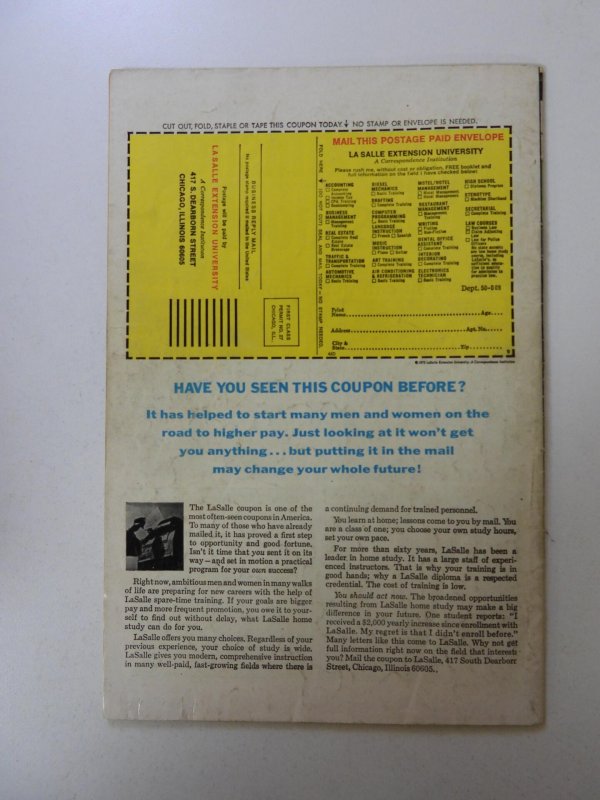 CUT OUT, FOLD, STAPLE OR TAPE THIS COUPON TODAY. NO STAMP OR ENVELOPE IS NEEDED.
LA SALLE EXTENSION UNIVERSITY
A Correspondence Institution
417 S. DEARBORN STREET
CHICAGO, ILLINOIS 60605
Postage will be paid by
BUSINESS REPLY MAIL
No postage stamp required if mailed in the United States
FIRST CLASS
PERMIT NO. 27
CHICAGO, ILL.
MAIL THIS POSTAGE PAID ENVELOPE
LA SALLE EXTENSION UNIVERSITY
A Correspondence Institution
Please rush me, without cost or obligation, FREE booklet and
full information on the field I have checked below:
ACCOUNTING
BUSINESS
MANAGEMENT
REAL ESTATE
TRAFFIC &
TRANSPORTATION
AUTOMOTIVE
MECHANICS
DIESEL
MECHANICS
DRAFTING
COMPUTER
PROGRAMMING
LANGUAGE
INSTRUCTION
MUSIC
INSTRUCTION
ART TRAINING
AIR CONDITIONING
& REFRIGERATION
MOTEL/HOTEL
MANAGEMENT
RESTAURANT
MANAGEMENT
WRITING
DENTAL OFFICE
ASSISTANT
INTERIOR
DECORATING
ELECTRONICS
TECHNICIAN
HIGH SCHOOL
STENOTYPE
SECRETARIAL
LAW COURSES
Print
Name
Age
Address
Apt. No.
City &
State
Zip
HAVE YOU SEEN THIS COUPON BEFORE?
It has helped to start many men and women on the
road to higher pay. Just looking at it won't get
you anything...but putting it in the mail
may change your whole future!
The LaSalle coupon is one of the
most often-seen coupons in America.
To many of those who have already
mailed it, it has proved a first step
to opportunity and good fortune.
Isn't it time that you sent it on its
way—and set in motion a practical
program for your own success?
Right now, ambitious men and women in many walks
of life are preparing for new careers with the help of
LaSalle spare-time training. If your goals are bigger
pay and more frequent promotion, you owe it to your-
self to find out without delay, what LaSalle home
study can do for you.
LaSalle offers you many choices. Regardless of your
previous experience, your choice of study is wide.
LaSalle gives you modern, comprehensive instruction
in many well-paid, fast-growing fields where there is
a continuing demand for trained personnel.
You learn at home; lessons come to you by mail. You
are a class of one; you choose your own study hours,
set your own pace.
For more than sixty years, LaSalle has been a
leader in home study. It has a large staff of experi-
enced instructors. That is why your training is in
good hands; why a LaSalle diploma is a respected
credential. The cost of training is low.
You should act now. The broadened opportunities
resulting from LaSalle home study may make a big
difference in your future. One student reports: "I
received a $2,000 yearly increase since enrollment with
LaSalle. My regret is that I didn't enroll before."
Many letters like this come to LaSalle. Why not get
full information right now on the field that interests
you? Mail the coupon to LaSalle, 417 South Dearborn
Street, Chicago, Illinois 60605.